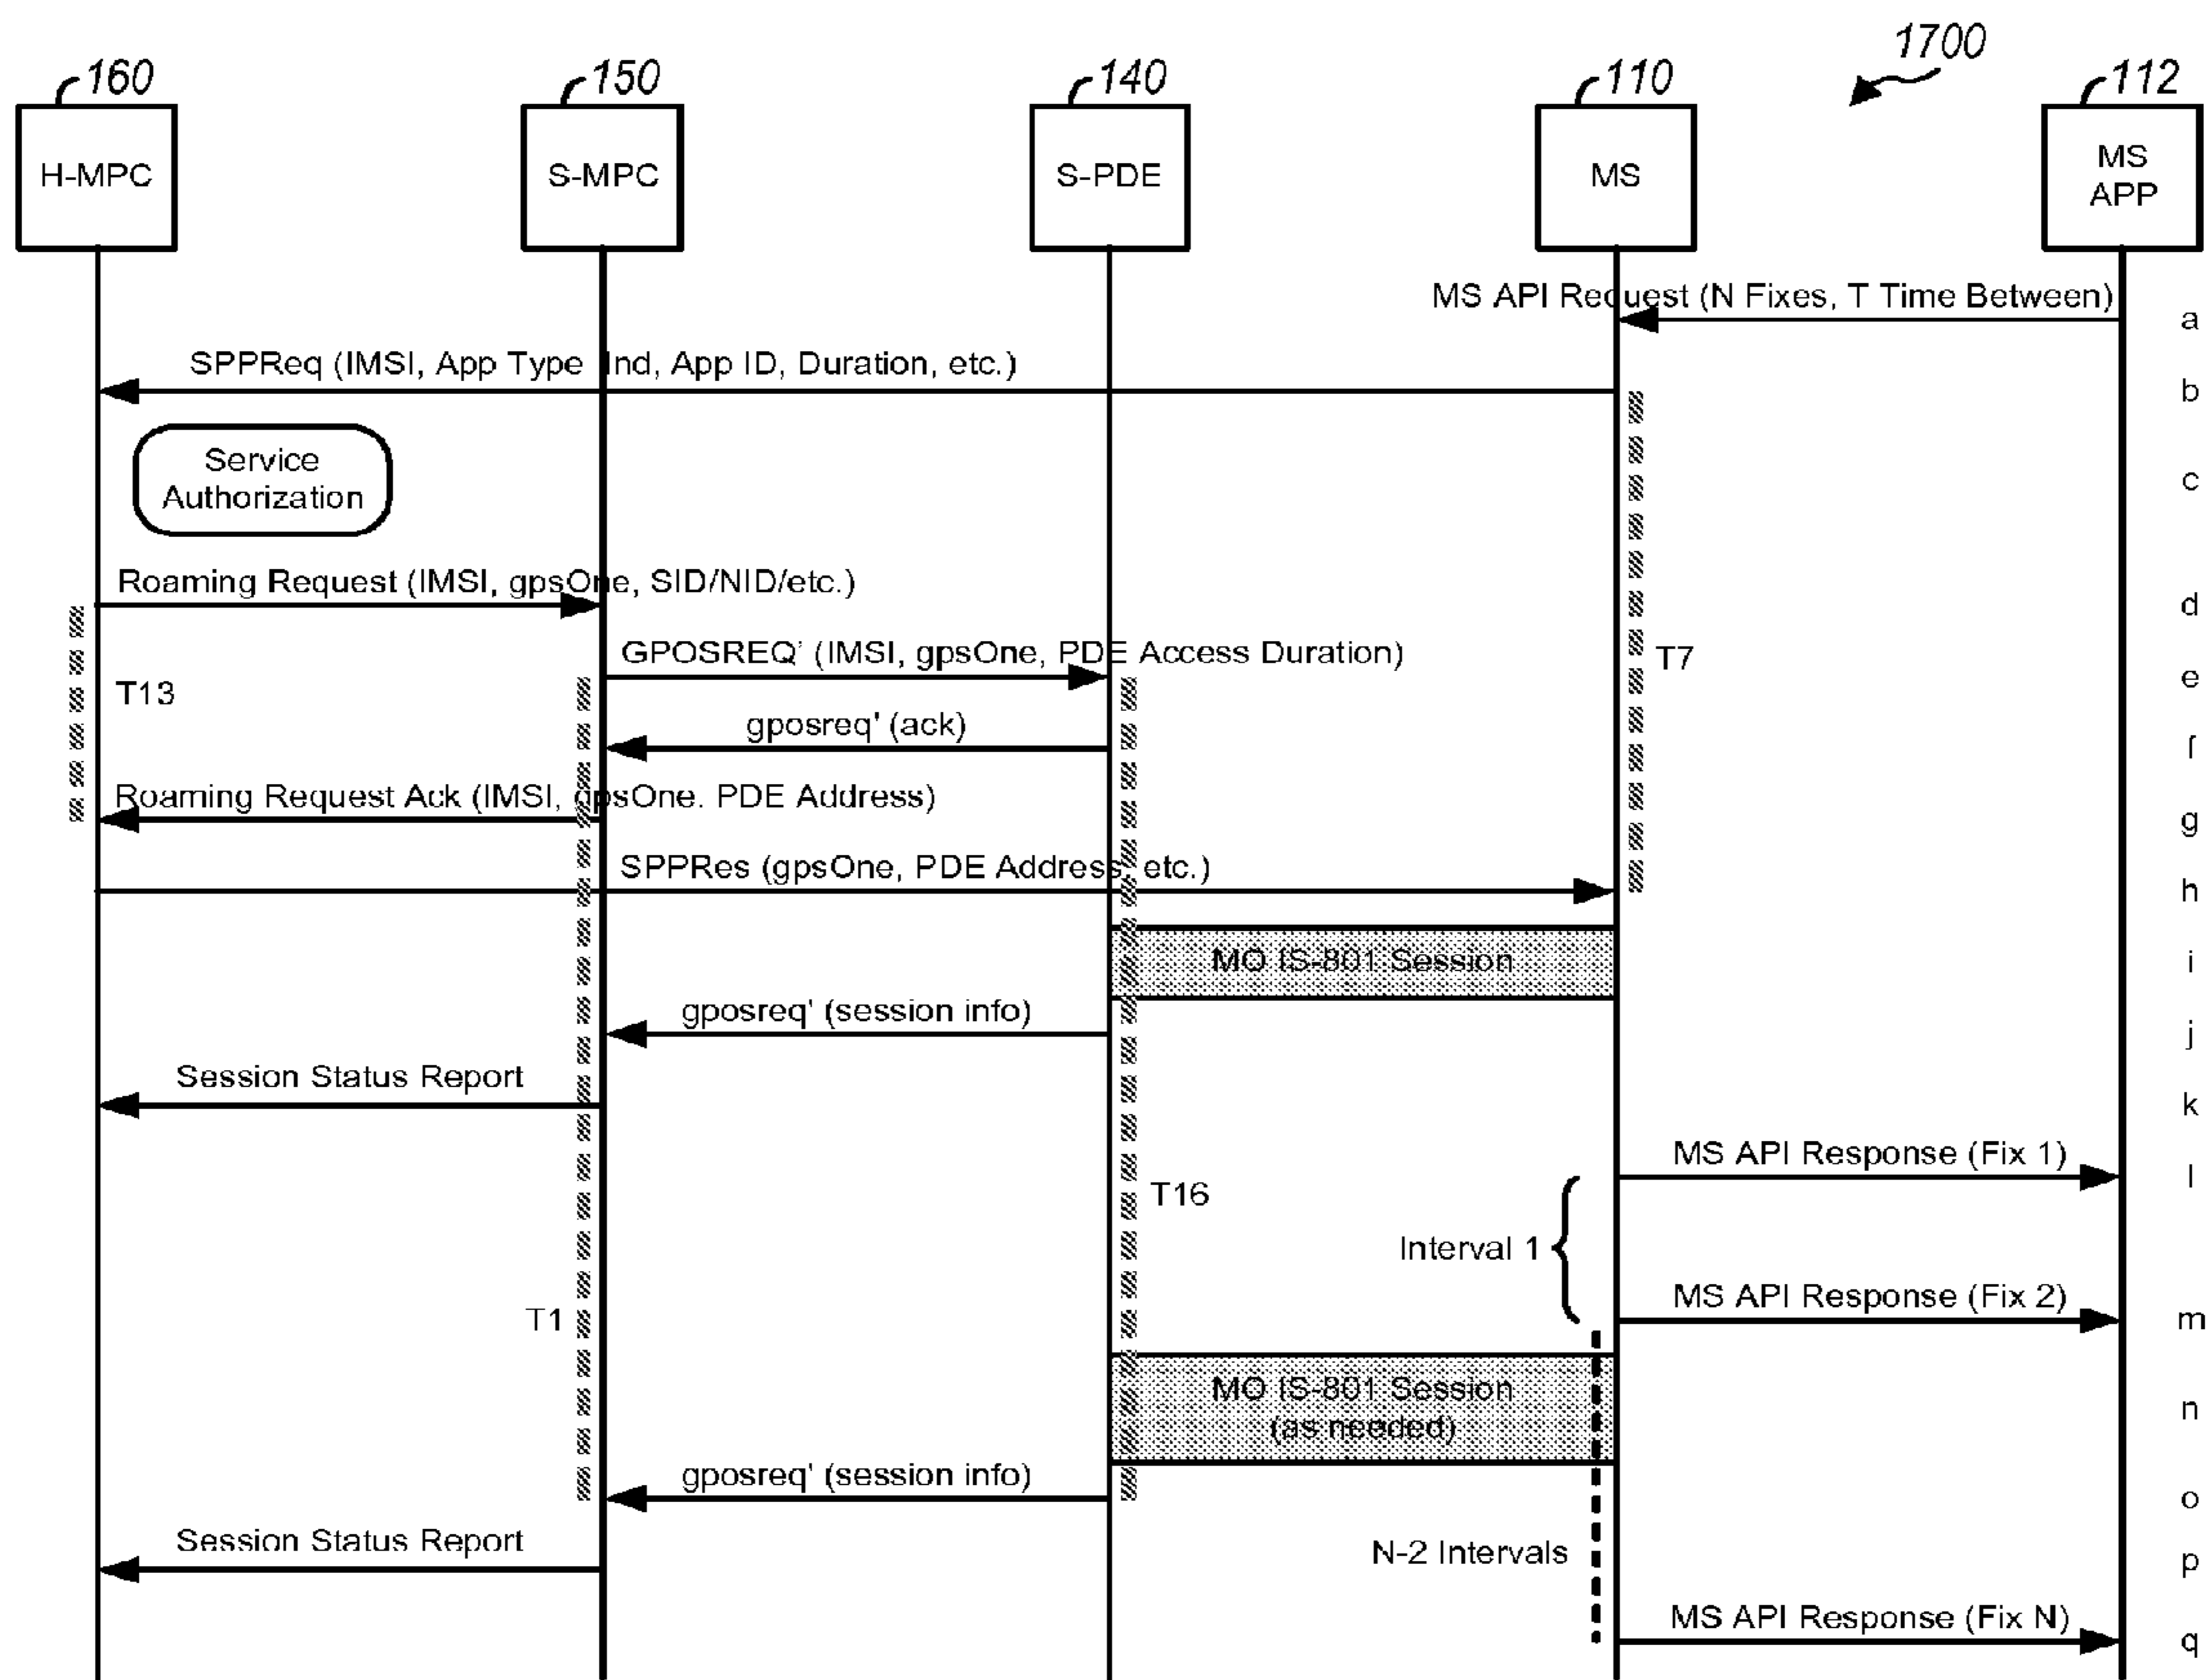 1700
160
150
140
110
112
H-MPC
S-MPC
S-PDE
MS
MS
APP
MS API Request (N Fixes, T Time Between)
a
SPPReq (IMSI, App Type Ind, App ID, Duration, etc.)
b
Service
Authorization
c
Roaming Request (IMSI, gpsOne, SID/NID/etc.)
d
GPOSREQ' (IMSI, gpsOne, PDE Access Duration)
T7
e
T13
gposreq' (ack)
f
Roaming Request Ack (IMSI, gpsOne. PDE Address)
g
SPPRes (gpsOne, PDE Address, etc.)
h
MO IS-801 Session
i
gposreq' (session info)
j
Session Status Report
k
MS API Response (Fix 1)
l
T16
Interval 1
MS API Response (Fix 2)
T1
m
MO IS-801 Session
(as needed)
n
gposreq' (session info)
o
Session Status Report
N-2 Intervals
p
MS API Response (Fix N)
q